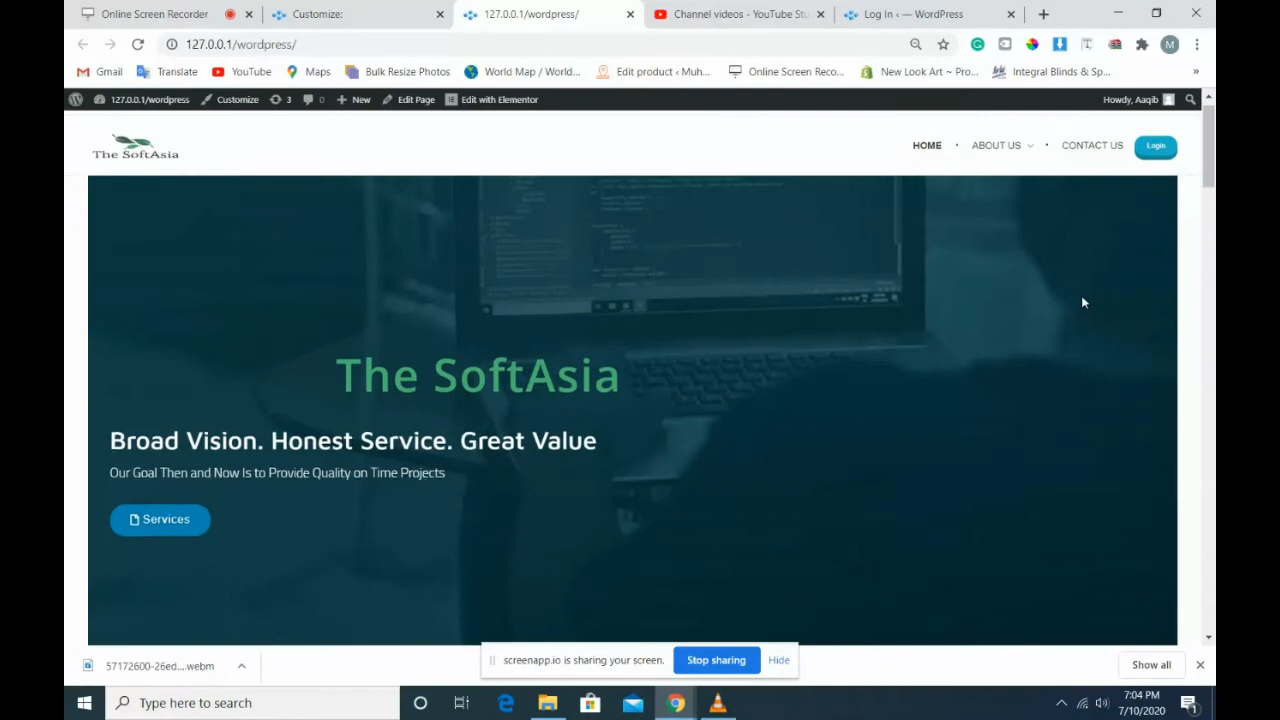 Online Screen Recorder
Customize:
127.0.0.1/wordpress/
Channel videos - YouTube Stu
Log In ‹ — WordPress
127.0.0.1/wordpress/
Gmail
Translate
YouTube
Maps
Bulk Resize Photos
World Map / World...
Edit product ‹ Muh...
Online Screen Reco...
New Look Art ~ Pro...
Integral Blinds & Sp...
»
127.0.0.1/wordpress
Customize
3
0
New
Edit Page
Edit with Elementor
Howdy, Aaqib
The SoftAsia
HOME
ABOUT US
CONTACT US
Login
The SoftAsia
Broad Vision. Honest Service. Great Value
Our Goal Then and Now Is to Provide Quality on Time Projects
Services
screenapp.io is sharing your screen.
Stop sharing
Hide
57172600-26ed....webm
Show all
Type here to search
7:04 PM
7/10/2020
1